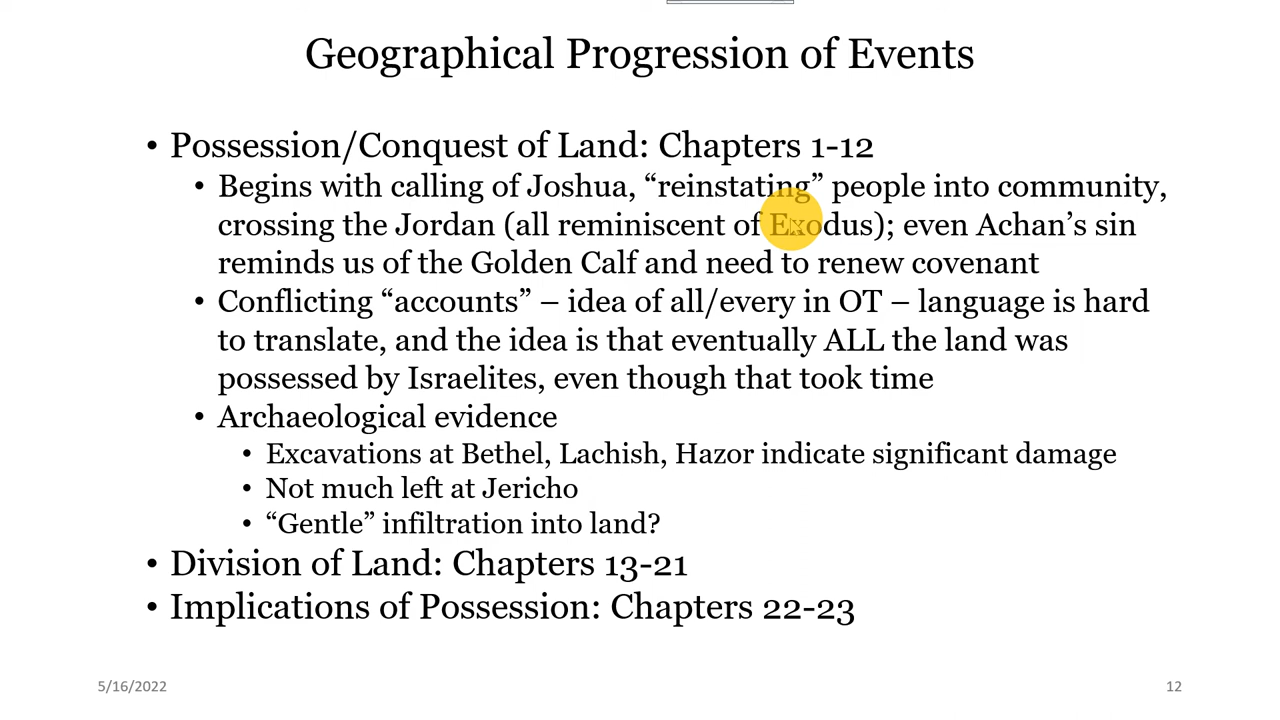 Geographical Progression of Events
• Possession/Conquest of Land: Chapters 1-12
• Begins with calling of Joshua, “reinstating” people into community,
crossing the Jordan (all reminiscent of Exodus); even Achan’s sin
reminds us of the Golden Calf and need to renew covenant
• Conflicting “accounts” – idea of all/every in OT – language is hard
to translate, and the idea is that eventually ALL the land was
possessed by Israelites, even though that took time
• Archaeological evidence
• Excavations at Bethel, Lachish, Hazor indicate significant damage
• Not much left at Jericho
• “Gentle” infiltration into land?
• Division of Land: Chapters 13-21
• Implications of Possession: Chapters 22-23
5/16/2022
12